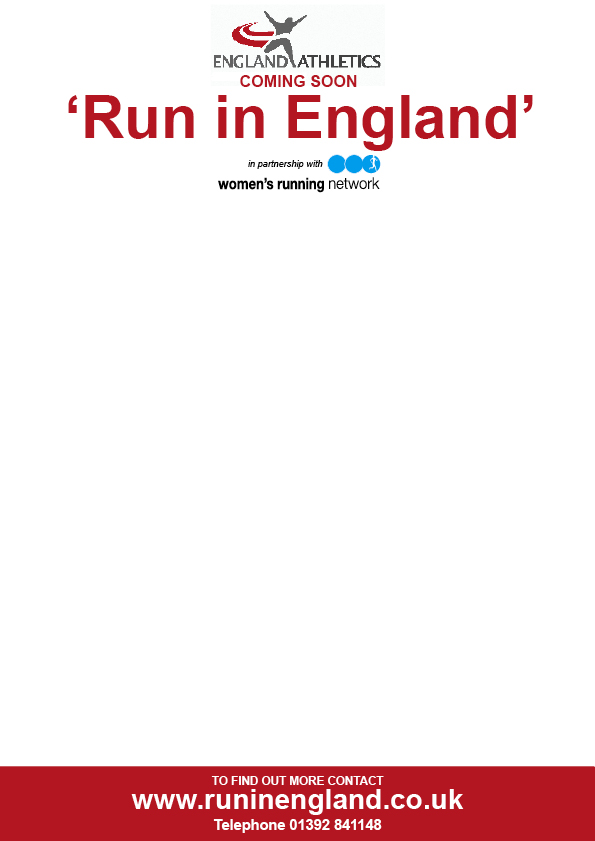 ENGLAND ATHLETICS
COMING SOON
‘Run in England’
in partnership with
women's running network
TO FIND OUT MORE CONTACT
www.runinengland.co.uk
Telephone 01392 841148